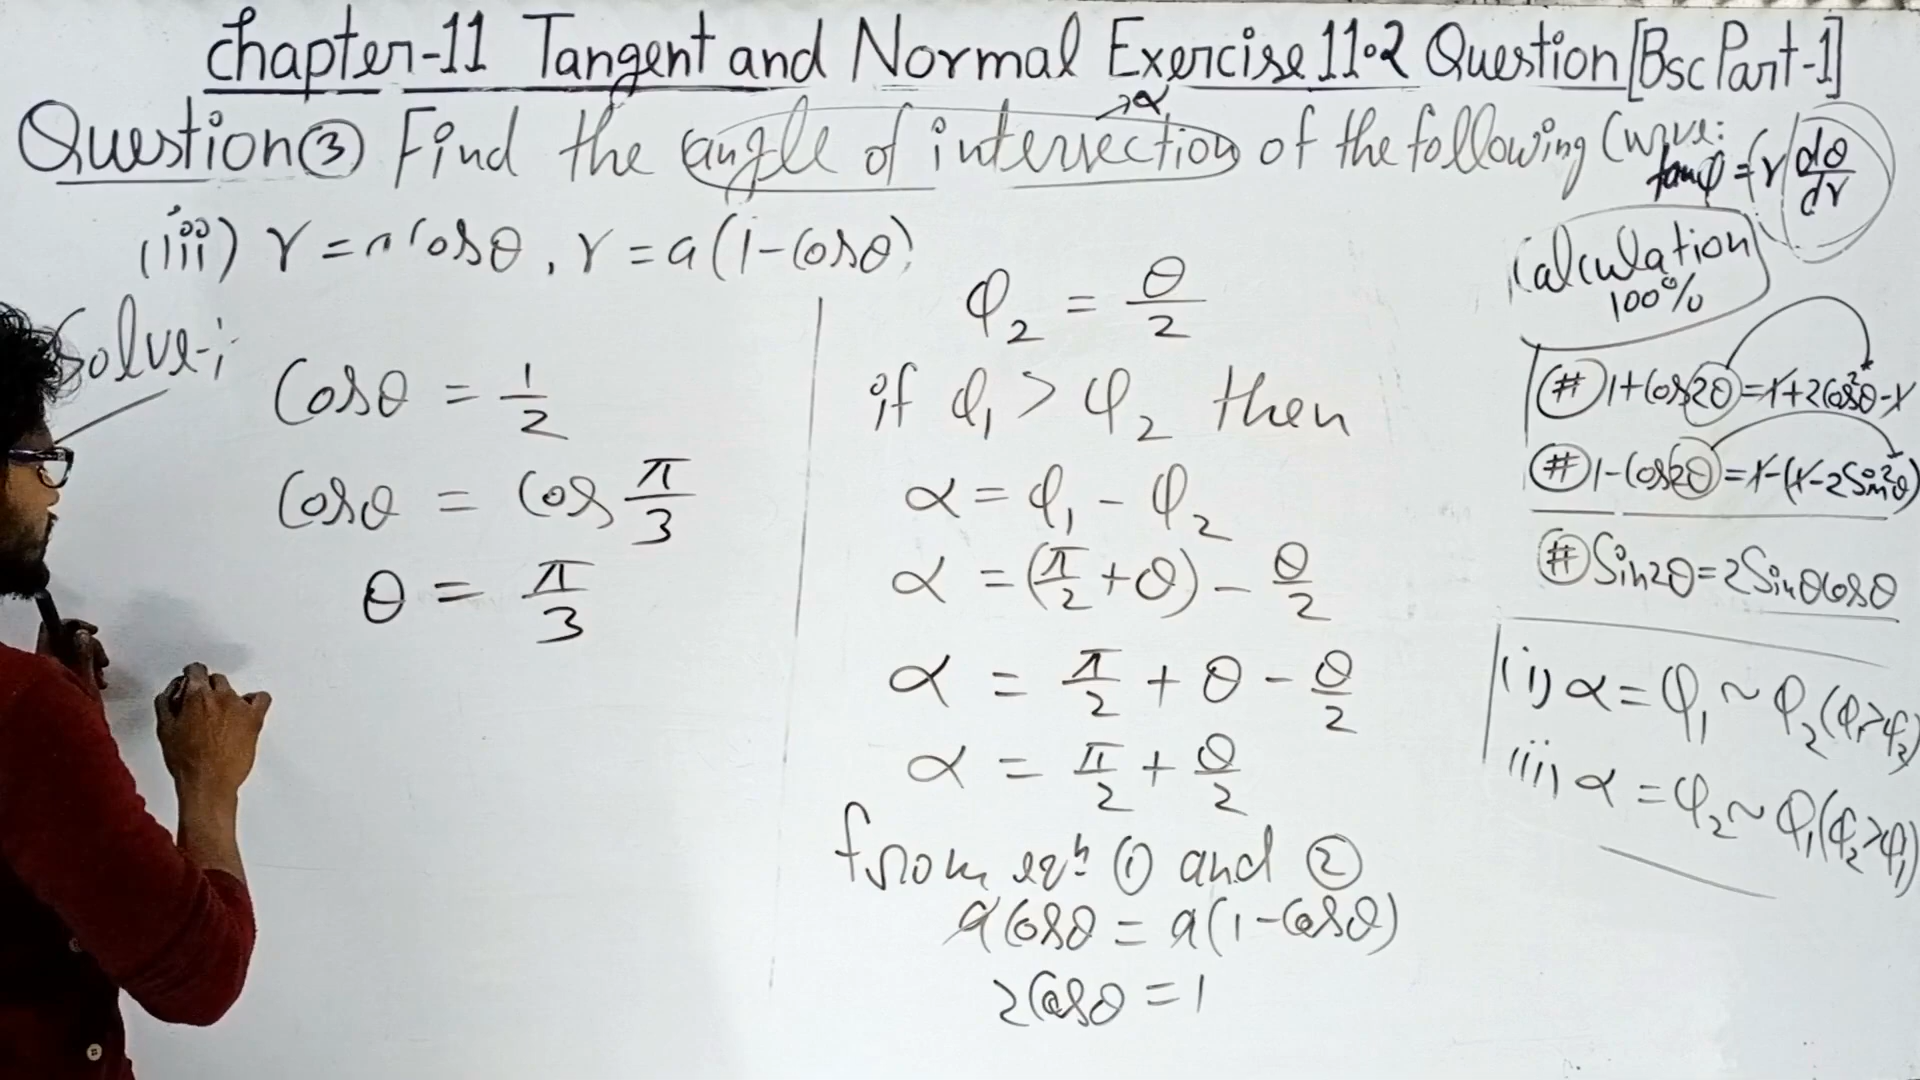 Chapter-11 Tangent and Normal Exercise 11.2 Question [Bsc Part-1]
Question ③ Find the angle of intersection of the following Curve:
→α
tanφ = (r dθ/dr)
(iii) r = a cosθ, r = a(1-cosθ)
Solve:
Cosθ = 1/2
Cosθ = Cos π/3
θ = π/3
φ₂ = θ/2
if φ₁ > φ₂ then
α = φ₁ - φ₂
α = (π/2 + θ) - θ/2
α = π/2 + θ - θ/2
α = π/2 + θ/2
from eqⁿ ① and ②
a cosθ = a(1-cosθ)
2cosθ = 1
Calculation
100%
# 1+cos2θ = 1+2cos²θ-1
# 1-cos2θ = 1-(1-2Sin²θ)
# Sin2θ = 2Sinθcosθ
(i) α = φ₁ ~ φ₂ (φ₁>φ₂)
(ii) α = φ₂ ~ φ₁ (φ₂>φ₁)